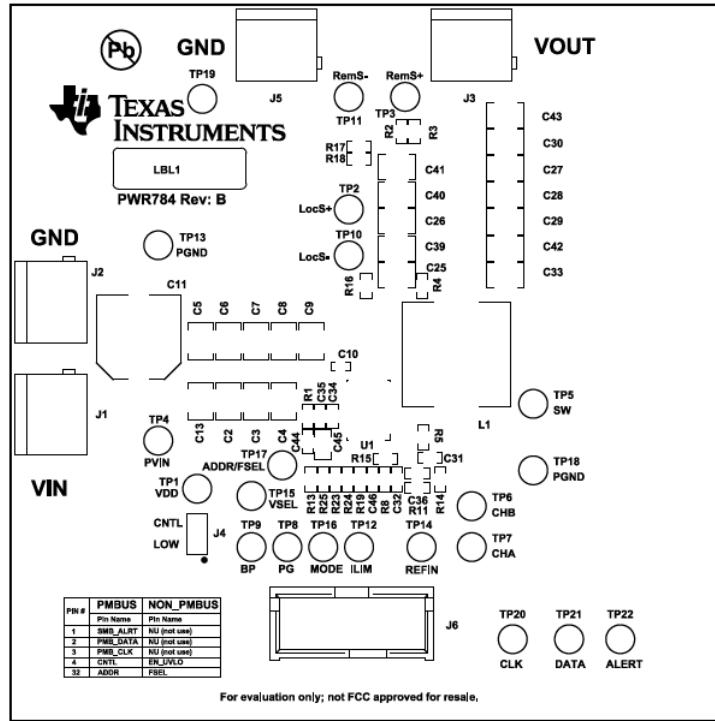 Pb
GND
VOUT
TP19
RemS-
RemS+
J5
TP11
TP3
J3
TEXAS
INSTRUMENTS
R2
R3
C43
R17
R18
C30
LBL1
C41
C27
PWR784 Rev: B
TP2
LocS+
C40
C28
C26
C29
GND
TP13
PGND
TP10
LocS-
C39
C42
C25
C33
J2
C11
R16
R4
C5
C6
C7
C8
C9
C10
J1
TP4
PVIN
C13
C2
C3
C4
R1
C35
C34
C44
C45
U1
R5
L1
TP5
SW
TP17
ADDR/FSEL
R15
C31
TP18
PGND
VIN
TP1
VDD
TP15
VSEL
R13
R25
R23
R24
R19
C46
R8
C32
C36
R11
R14
TP6
CHB
CNTL
LOW
J4
TP9
TP8
TP16
TP12
TP14
TP7
CHA
BP
PG
MODE
ILIM
REFIN
PIN # PMBUS NON_PMBUS
Pin Name Pin Name
1 SMB_ALRT NU (not use)
2 PMB_DATA NU (not use)
3 PMB_CLK NU (not use)
4 CNTL EN_UVLO
32 ADDR FSEL
J6
TP20
TP21
TP22
CLK
DATA
ALERT
For evaluation only; not FCC approved for resale.